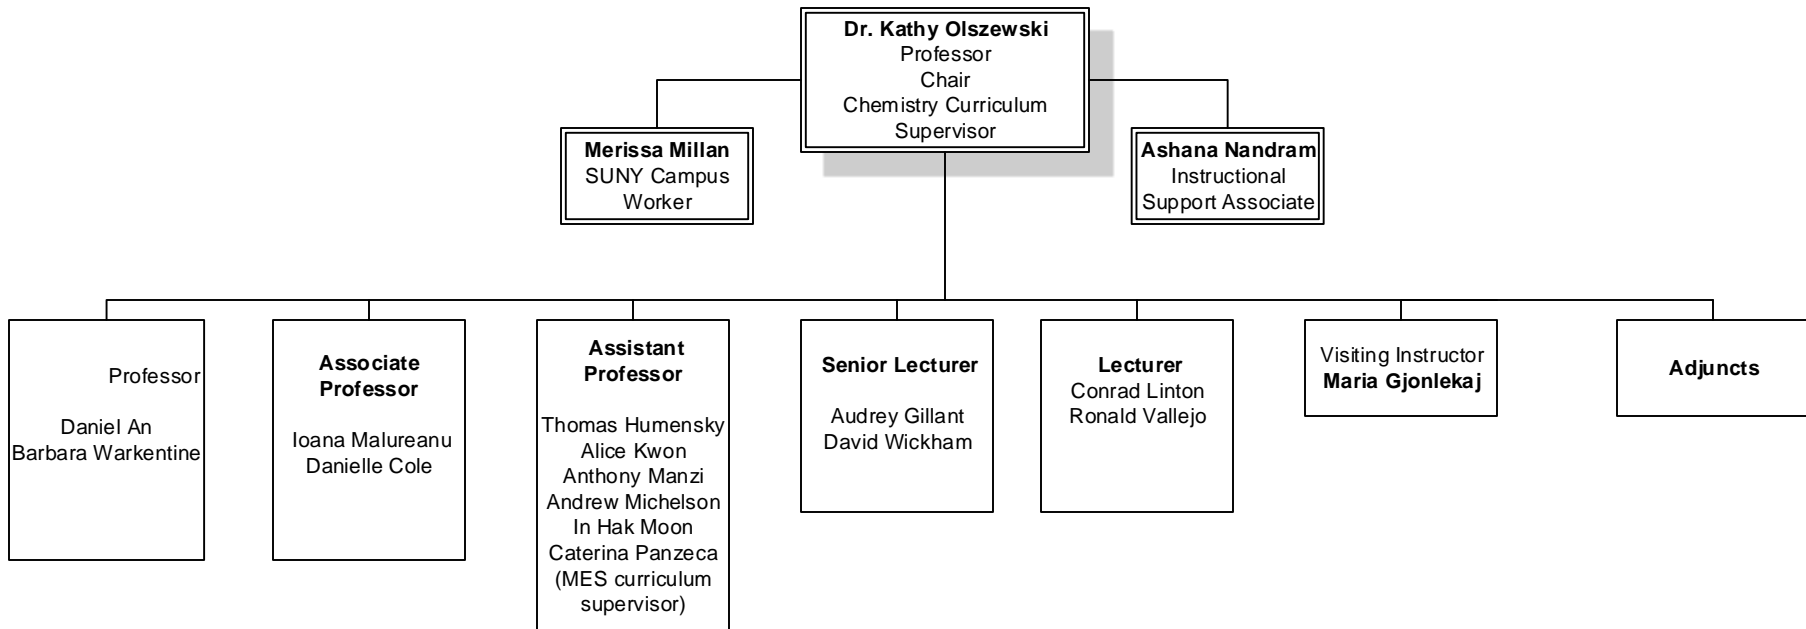 Dr. Kathy Olszewski
Professor
Chair
Chemistry Curriculum
Supervisor
Merissa Millan
SUNY Campus
Worker
Ashana Nandram
Instructional
Support Associate
Professor
Daniel An
Barbara Warkentine
Associate
Professor
Ioana Malureanu
Danielle Cole
Assistant
Professor
Thomas Humensky
Alice Kwon
Anthony Manzi
Andrew Michelson
In Hak Moon
Caterina Panzeca
(MES curriculum
supervisor)
Senior Lecturer
Audrey Gillant
David Wickham
Lecturer
Conrad Linton
Ronald Vallejo
Visiting Instructor
Maria Gjonlekaj
Adjuncts